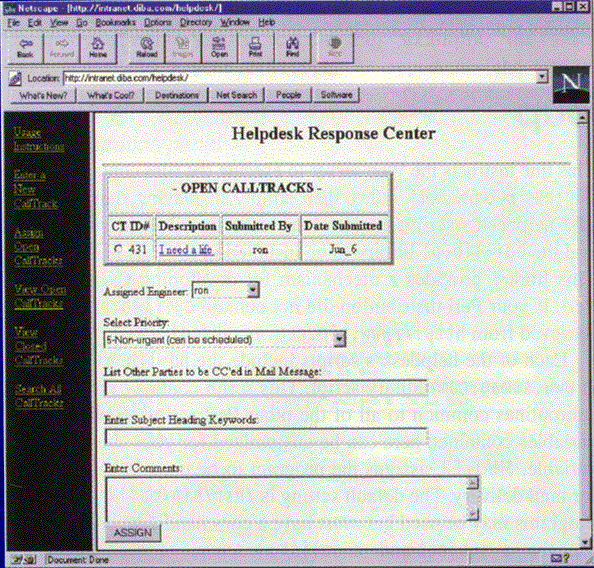 Netscape - [http://intranet.diba.com/helpdesk/]
File Edit View Go Bookmarks Options Directory Window Help
Back Forward Home Reload Images Open Print Find Stop
Location: http://intranet.diba.com/helpdesk/
N
What's New? What's Cool? Destinations Net Search People Software
Usage
Instructions
Enter a
New
CallTrack
Assign
Open
CallTracks
View Open
CallTracks
View
Closed
CallTracks
Search All
CallTracks
Helpdesk Response Center
- OPEN CALLTRACKS -
CT ID# Description Submitted By Date Submitted
431 I need a life ron Jun_6
Assigned Engineer: ron
Select Priority:
5-Non-urgent (can be scheduled)
List Other Parties to be CC'ed in Mail Message:
Enter Subject Heading Keywords:
Enter Comments:
ASSIGN
Document: Done